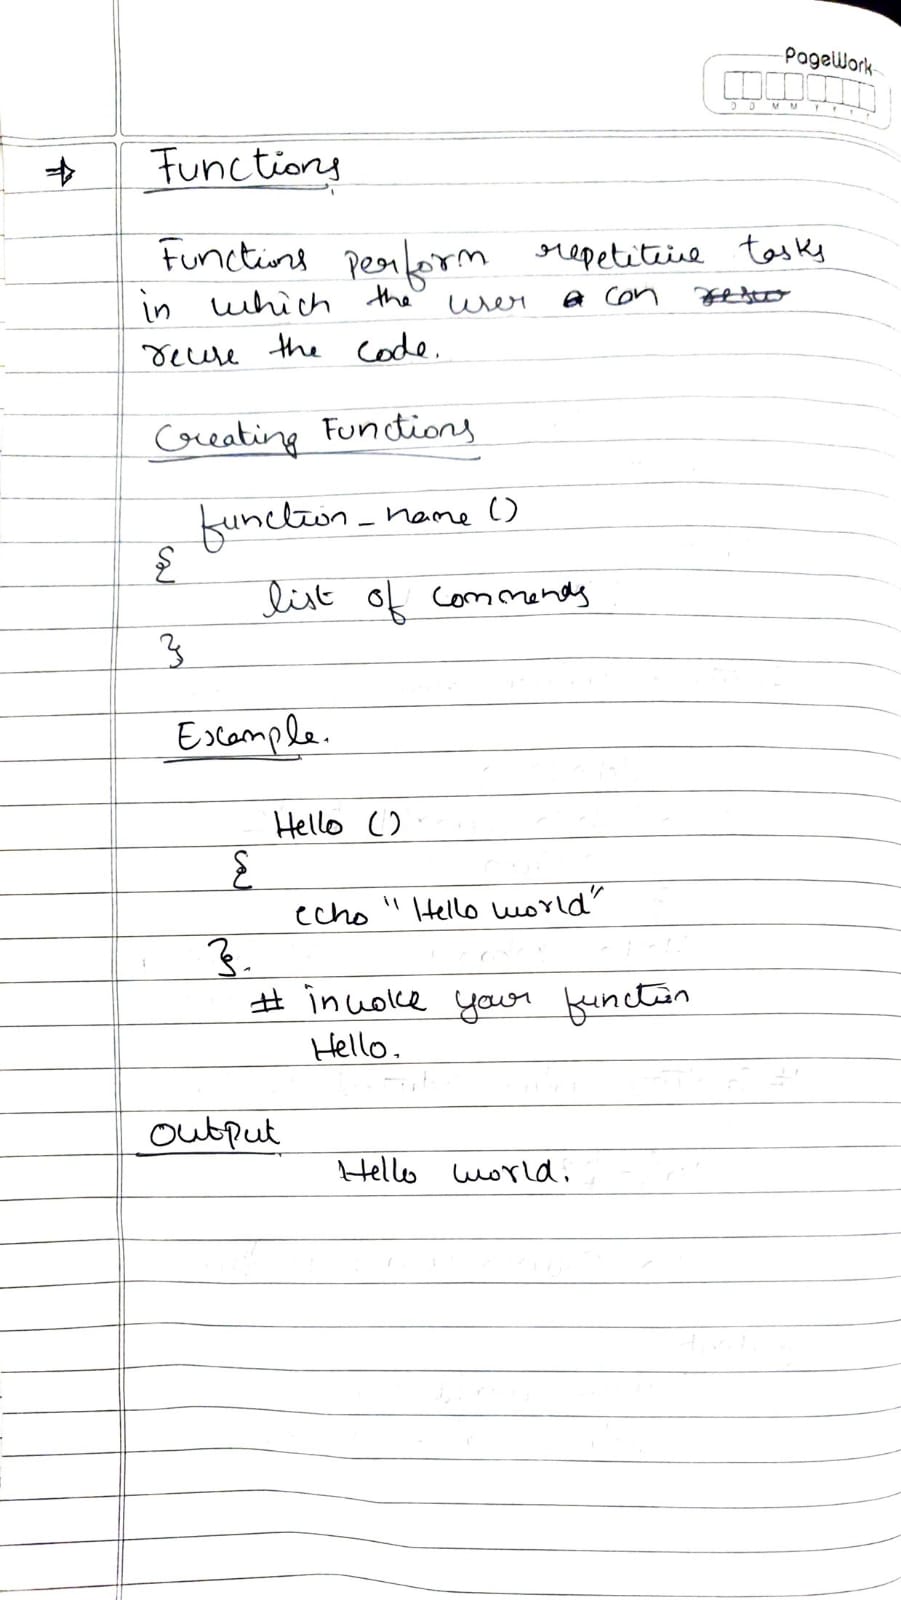 PageWork
D D M M Y Y Y Y
⇒ Functions
Functions perform repetitive tasks
in which the user can
reuse the code.
Creating Functions
function_name ()
{
list of commands
}
Example.
Hello ()
{
echo "Hello world"
}.
# invoke your function
Hello.
Output
Hello world.